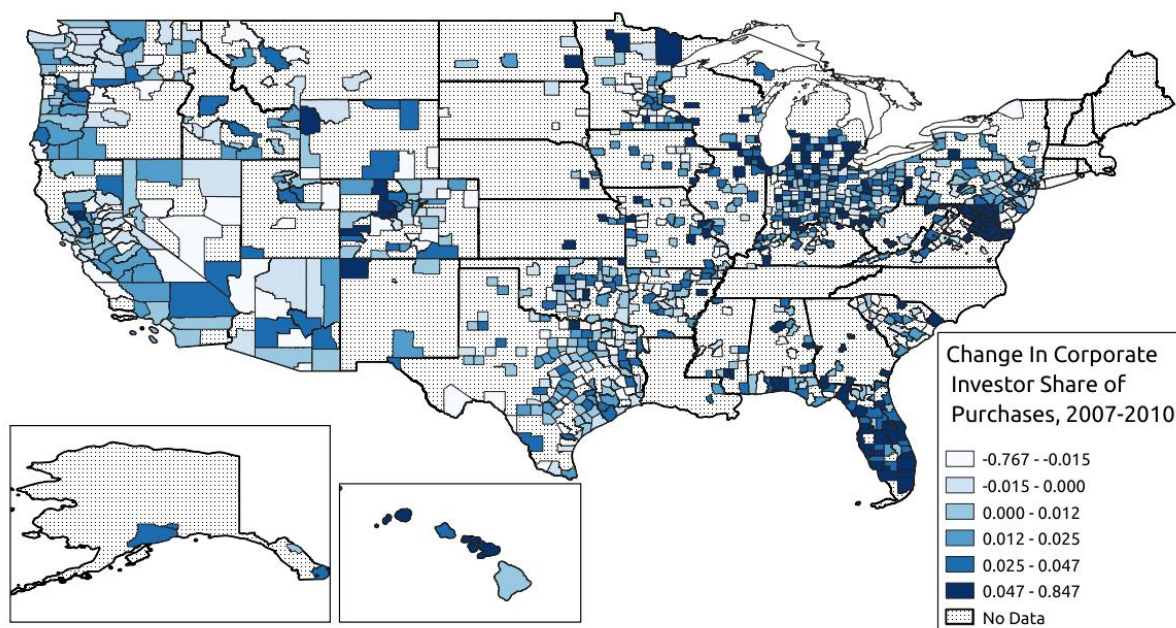 Change In Corporate
Investor Share of
Purchases, 2007-2010
-0.767 - -0.015
-0.015 - 0.000
0.000 - 0.012
0.012 - 0.025
0.025 - 0.047
0.047 - 0.847
No Data